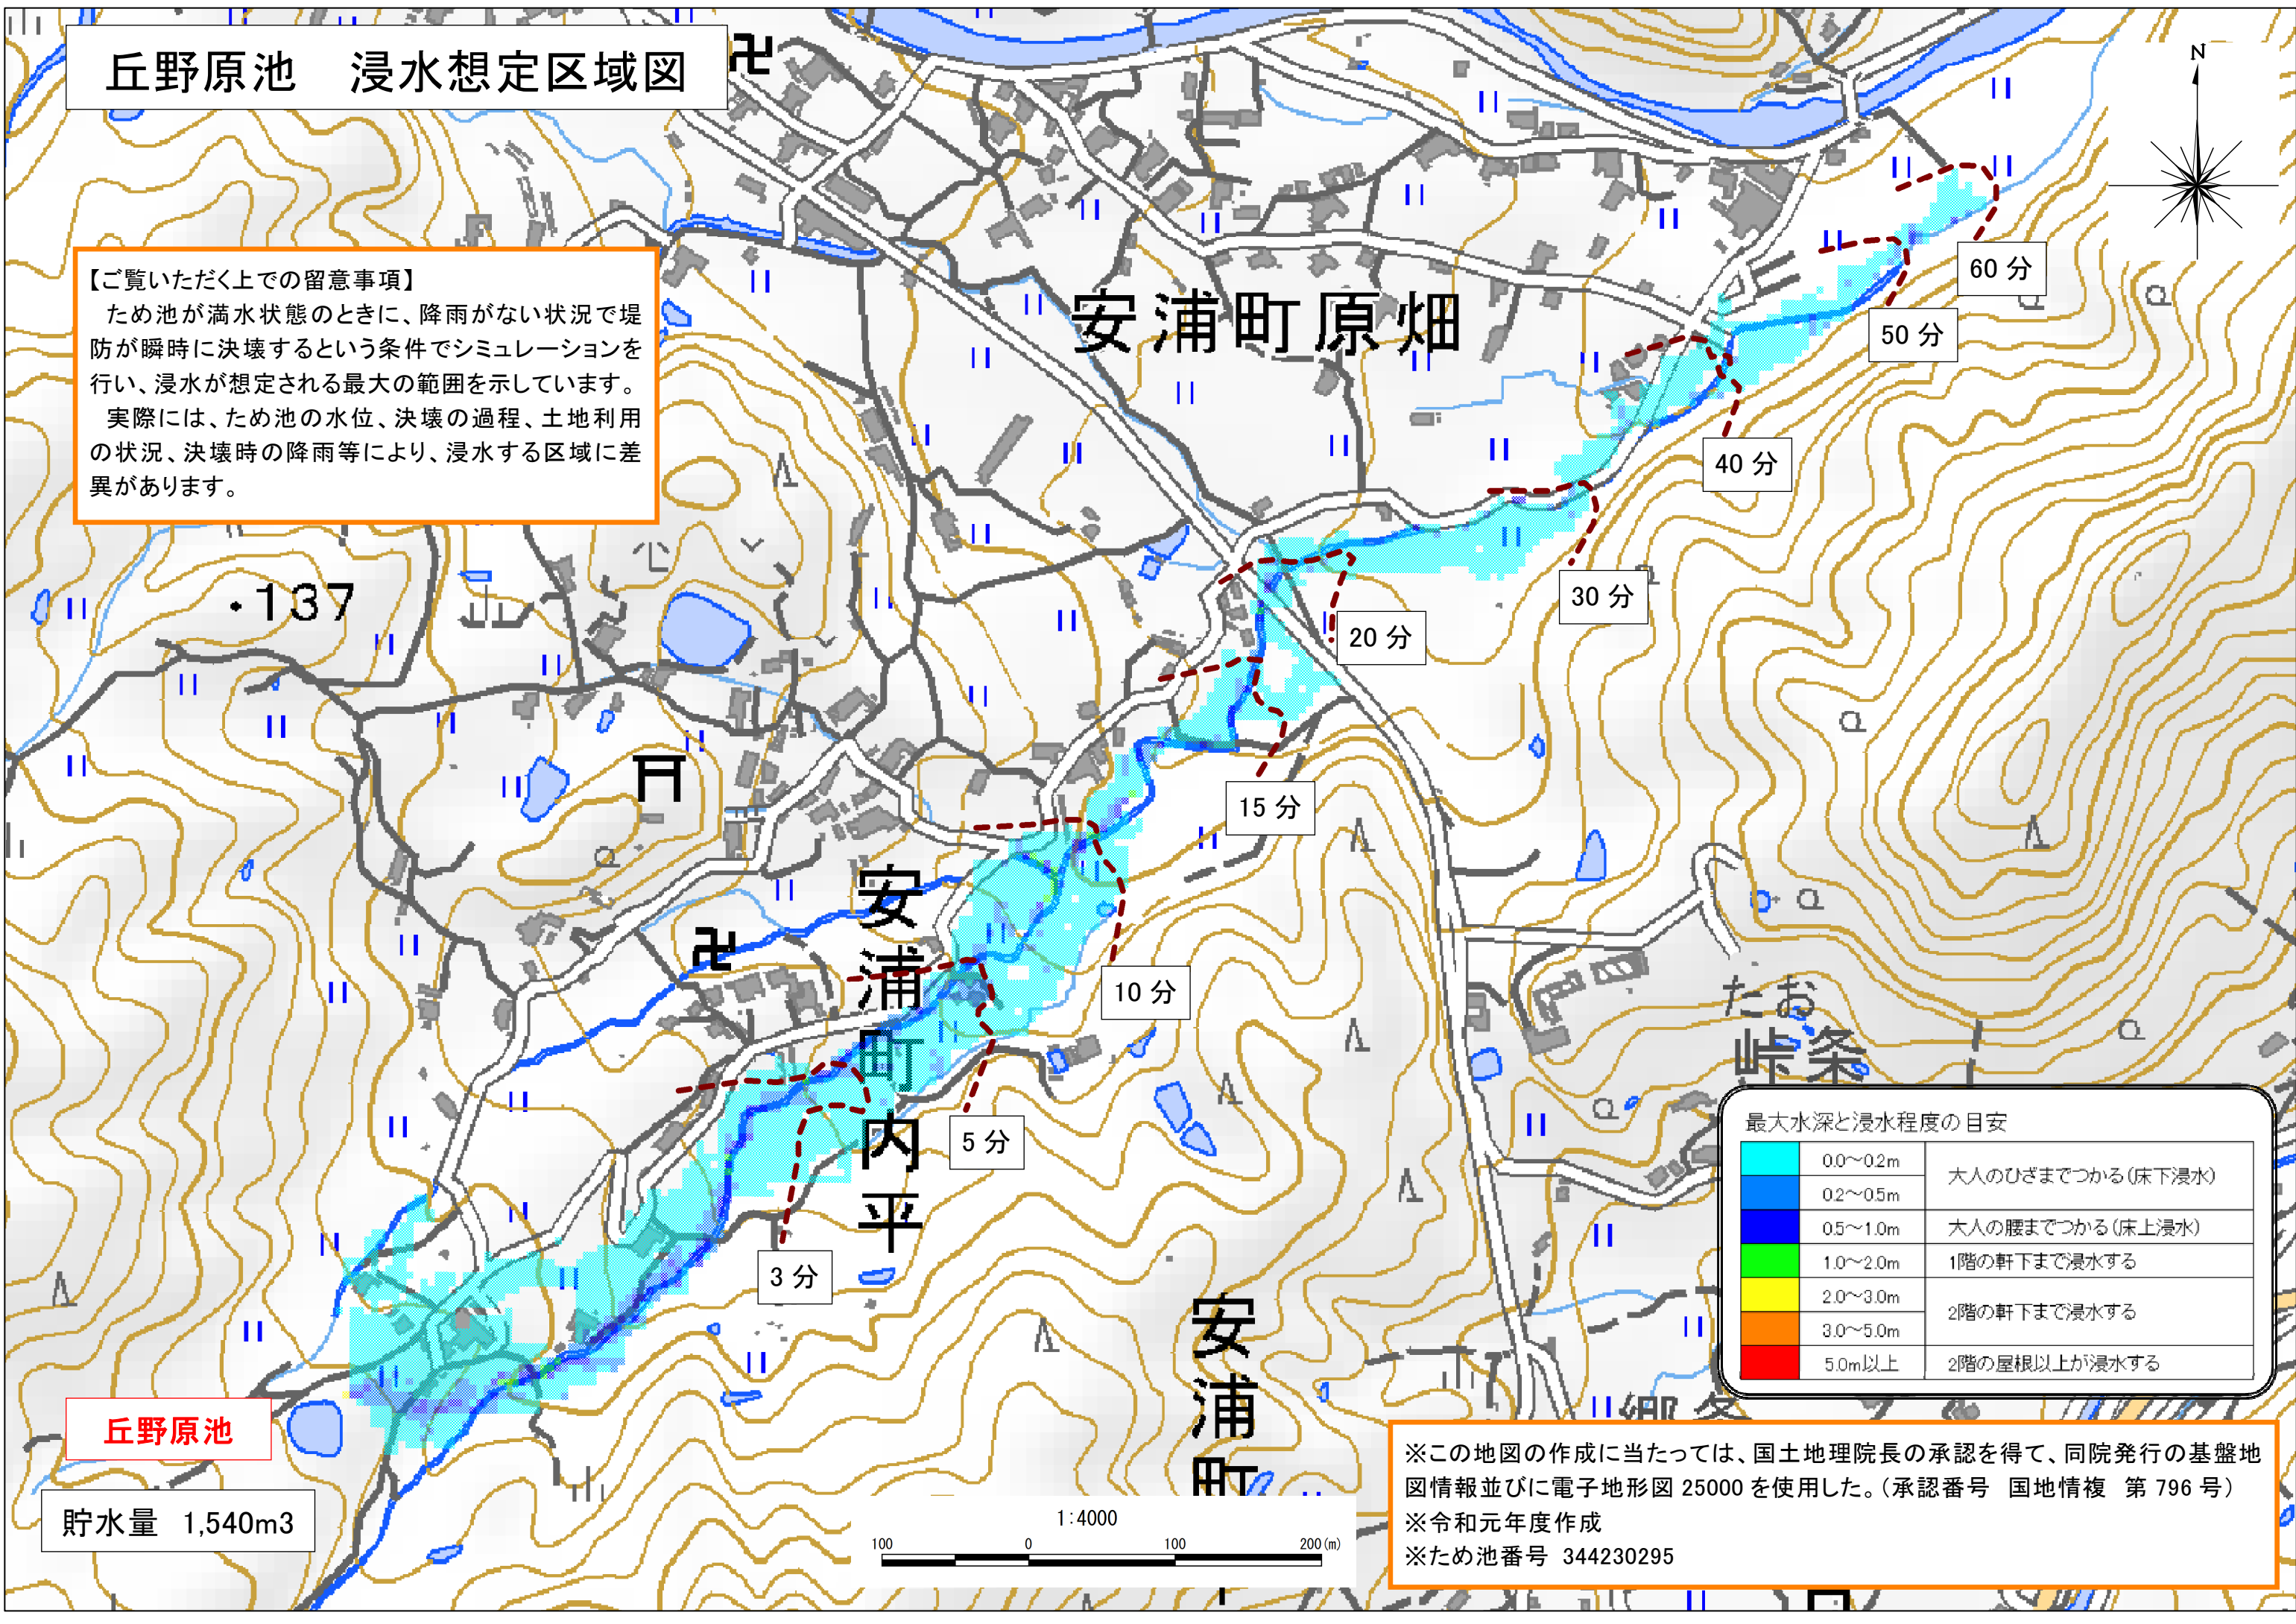 丘野原池　浸水想定区域図
【ご覧いただく上での留意事項】
ため池が満水状態のときに、降雨がない状況で堤
防が瞬時に決壊するという条件でシミュレーションを
行い、浸水が想定される最大の範囲を示しています。
実際には、ため池の水位、決壊の過程、土地利用
の状況、決壊時の降雨等により、浸水する区域に差
異があります。
N
安浦町原畑
60 分
50 分
40 分
30 分
20 分
15 分
10 分
5 分
3 分
・137
安浦町内平
たお
峠条
安浦町
郷条
丘野原池
貯水量　1,540m3
1:4000
100 0 100 200(m)
最大水深と浸水程度の目安
0.0～0.2m 大人のひざまでつかる(床下浸水)
0.2～0.5m
0.5～1.0m 大人の腰までつかる(床上浸水)
1.0～2.0m 1階の軒下まで浸水する
2.0～3.0m 2階の軒下まで浸水する
3.0～5.0m
5.0m以上 2階の屋根以上が浸水する
※この地図の作成に当たっては、国土地理院長の承認を得て、同院発行の基盤地
図情報並びに電子地形図 25000 を使用した。（承認番号　国地情複　第 796 号）
※令和元年度作成
※ため池番号 344230295